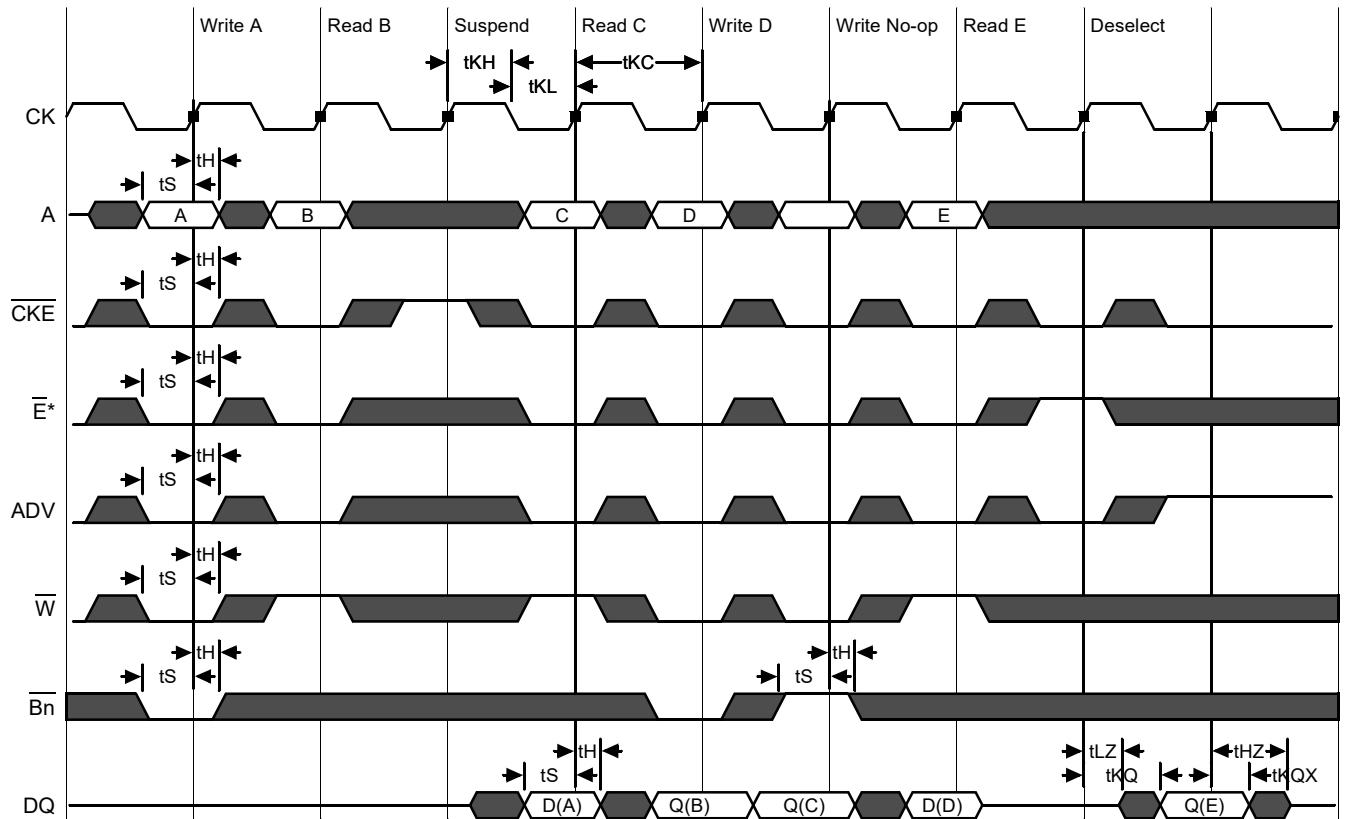 Write A Read B Suspend Read C Write D Write No-op Read E Deselect
tKH tKC
tKL
CK
tH
tS
A A B C D E
tH
tS
CKE
tH
tS
E*
tH
tS
ADV
tH
tS
W
tH tH
tS tS
Bn
tH tLZ tHZ
tS tKQ tKQX
DQ D(A) Q(B) Q(C) D(D) Q(E)